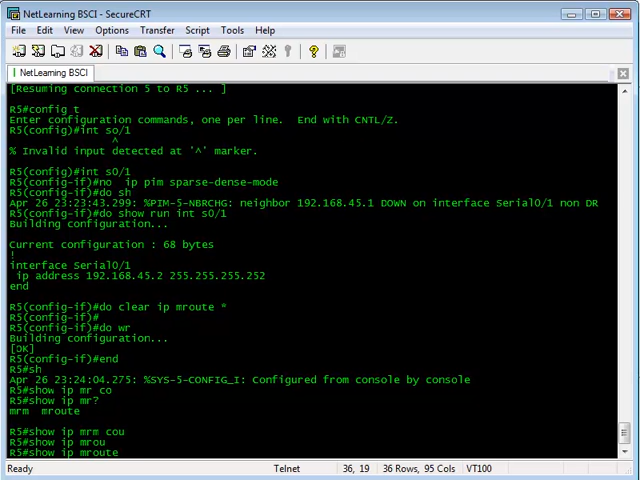 NetLearning BSCI - SecureCRT
File Edit View Options Transfer Script Tools Help
NetLearning BSCI
[Resuming connection 5 to R5 ... ]
R5#config t
Enter configuration commands, one per line.  End with CNTL/Z.
R5(config)#int so/1
^
% Invalid input detected at '^' marker.
R5(config)#int s0/1
R5(config-if)#no  ip pim sparse-dense-mode
R5(config-if)#do sh
Apr 26 23:23:43.299: %PIM-5-NBRCHG: neighbor 192.168.45.1 DOWN on interface Serial0/1 non DR
R5(config-if)#do show run int s0/1
Building configuration...
Current configuration : 68 bytes
!
interface Serial0/1
ip address 192.168.45.2 255.255.255.252
end
R5(config-if)#do clear ip mroute *
R5(config-if)#
R5(config-if)#do wr
Building configuration...
[OK]
R5(config-if)#end
R5#sh
Apr 26 23:24:04.275: %SYS-5-CONFIG_I: Configured from console by console
R5#show ip mr co
R5#show ip mr?
mrm  mroute
R5#show ip mrm cou
R5#show ip mrou
R5#show ip mroute
Ready Telnet 36, 19 36 Rows, 95 Cols VT100